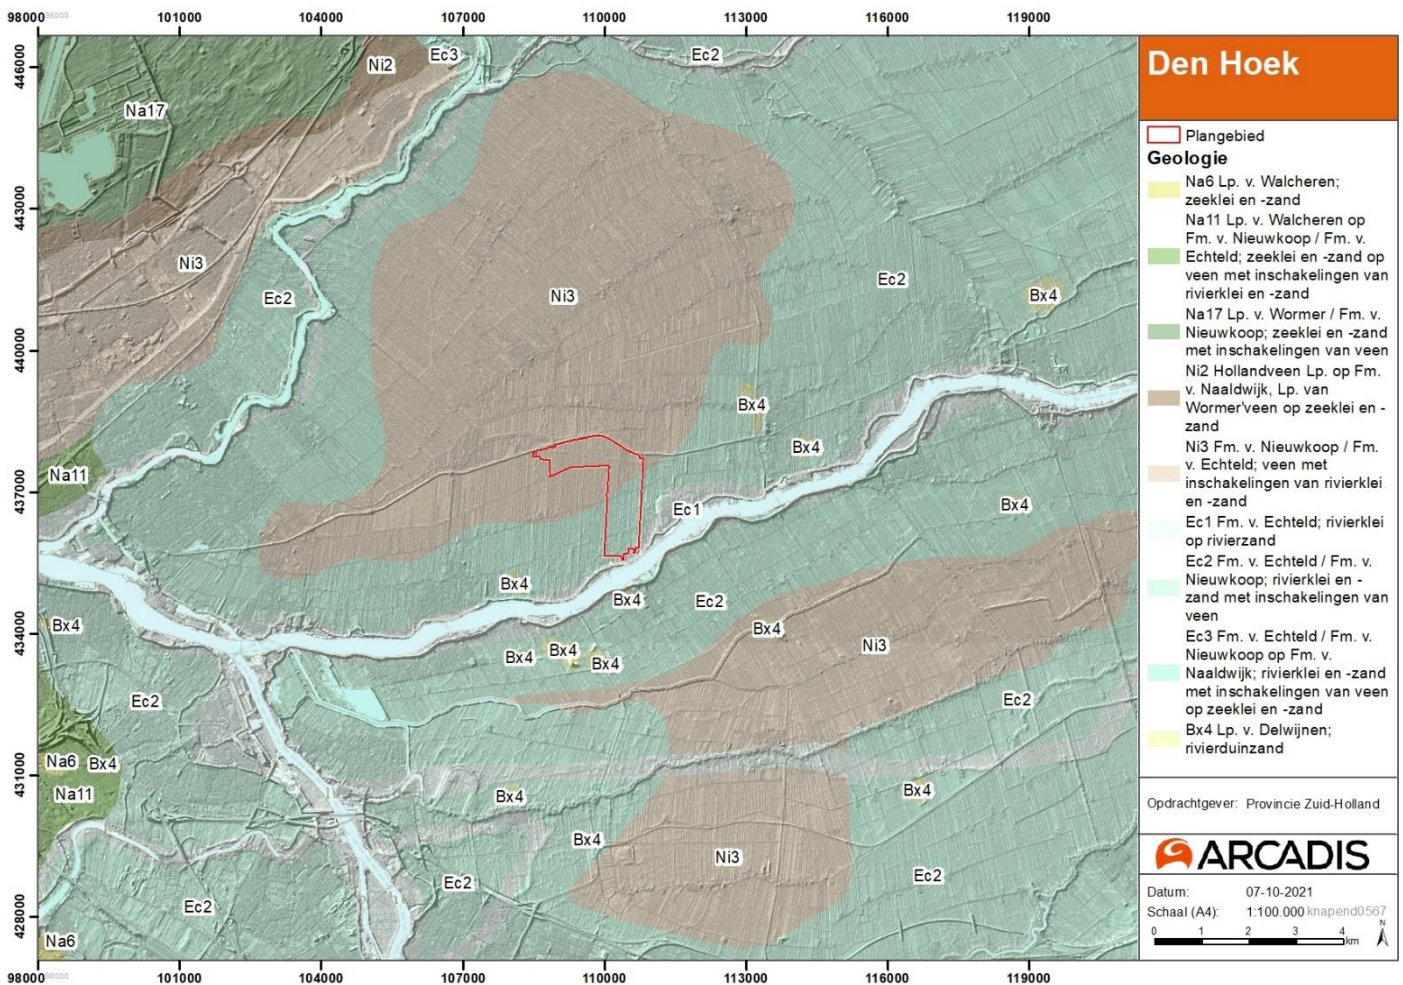 98000 98000 101000 104000 107000 110000 113000 116000 119000
446000
443000
440000
437000
434000
431000
428000
Ec3
Ec2
Ni2
Na17
Ni3
Ec2
Ec2
Ni3
Bx4
Bx4
Bx4
Na11
Bx4
Ec1
Bx4
Bx4
Ec2
Bx4
Bx4
Ni3
Bx4
Bx4
Bx4
Ec2
Ec2
Na6
Bx4
Na11
Bx4
Bx4
Bx4
Ni3
Ec2
Ec2
Ec2
Na6
98000 98000 101000 104000 107000 110000 113000 116000 119000
Den Hoek
Plangebied
Geologie
Na6 Lp. v. Walcheren;
zeeklei en -zand
Na11 Lp. v. Walcheren op
Fm. v. Nieuwkoop / Fm. v.
Echteld; zeeklei en -zand op
veen met inschakelingen van
rivierklei en -zand
Na17 Lp. v. Wormer / Fm. v.
Nieuwkoop; zeeklei en -zand
met inschakelingen van veen
Ni2 Hollandveen Lp. op Fm.
v. Naaldwijk, Lp. van
Wormer'veen op zeeklei en -
zand
Ni3 Fm. v. Nieuwkoop / Fm.
v. Echteld; veen met
inschakelingen van rivierklei
en -zand
Ec1 Fm. v. Echteld; rivierklei
op rivierzand
Ec2 Fm. v. Echteld / Fm. v.
Nieuwkoop; rivierklei en -
zand met inschakelingen van
veen
Ec3 Fm. v. Echteld / Fm. v.
Nieuwkoop op Fm. v.
Naaldwijk; rivierklei en -zand
met inschakelingen van veen
op zeeklei en -zand
Bx4 Lp. v. Delwijnen;
rivierduinzand
Opdrachtgever: Provincie Zuid-Holland
ARCADIS
Datum: 07-10-2021
Schaal (A4): 1:100.000 knapend0567
N
0 1 2 3 4
km